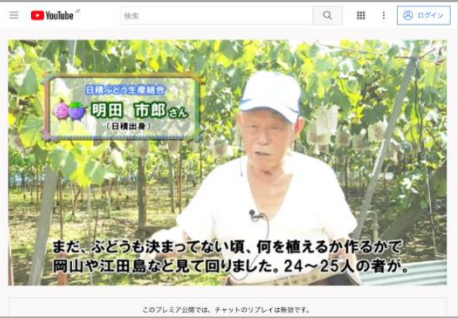 YouTube JP
検索
ログイン
日積ぶどう生産組合
明田 市郎さん
(日積出身)
まだ、ぶどうも決まってない頃、何を植えるか作るかで
岡山や江田島など見て回りました。24～25人の者が。
このプレミア公開では、チャットのリプレイは無効です。